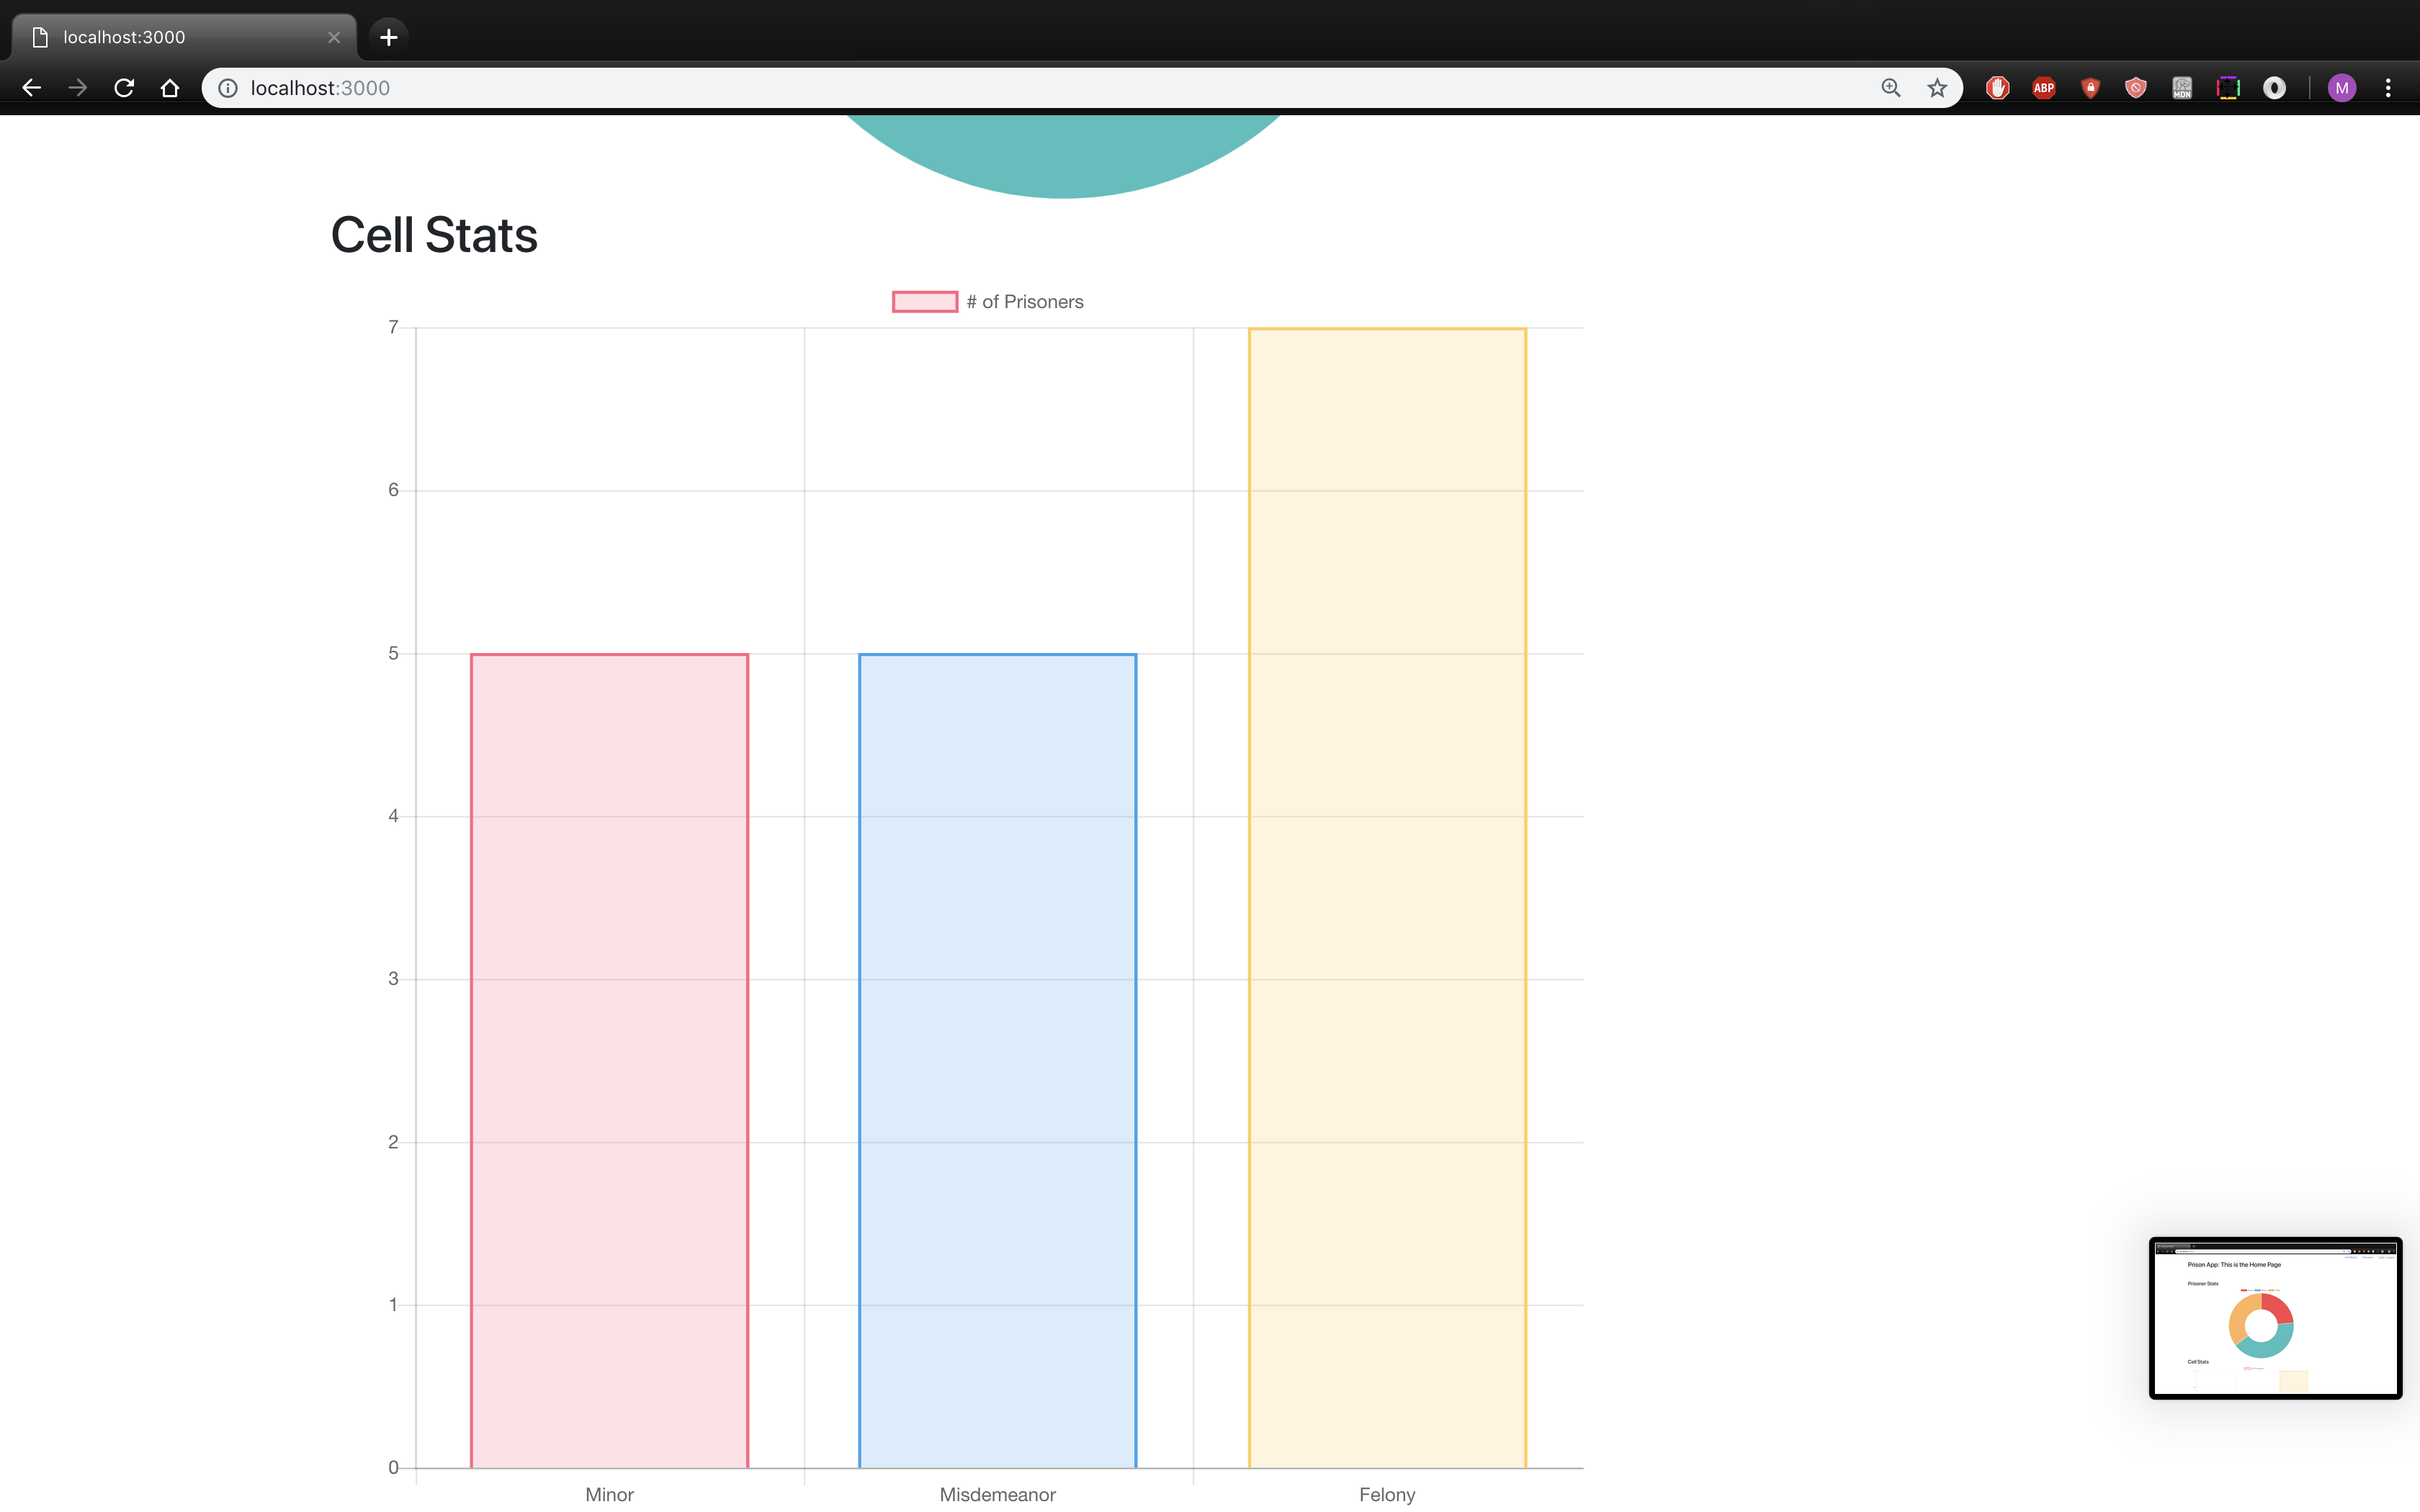 localhost:3000
localhost:3000
ABP
MDN
M
Cell Stats
# of Prisoners
7
6
5
4
3
2
1
0
Minor
Misdemeanor
Felony
Prison App: This is the Home Page
Prisoner Stats
Cell Stats